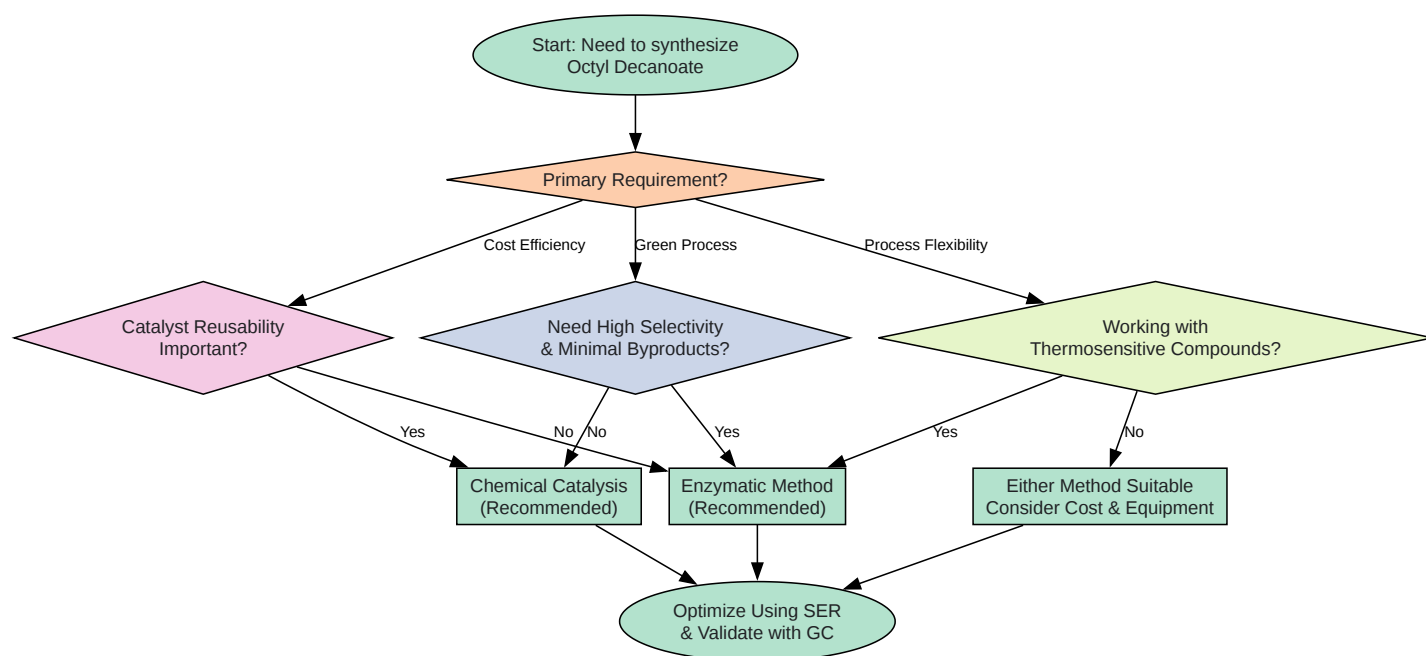 Start: Need to synthesize
Octyl Decanoate
Primary Requirement?
Cost Efficiency
Green Process
Process Flexibility
Catalyst Reusability
Important?
Need High Selectivity
& Minimal Byproducts?
Working with
Thermosensitive Compounds?
Yes
No
No
Yes
Yes
No
Chemical Catalysis
(Recommended)
Enzymatic Method
(Recommended)
Either Method Suitable
Consider Cost & Equipment
Optimize Using SER
& Validate with GC